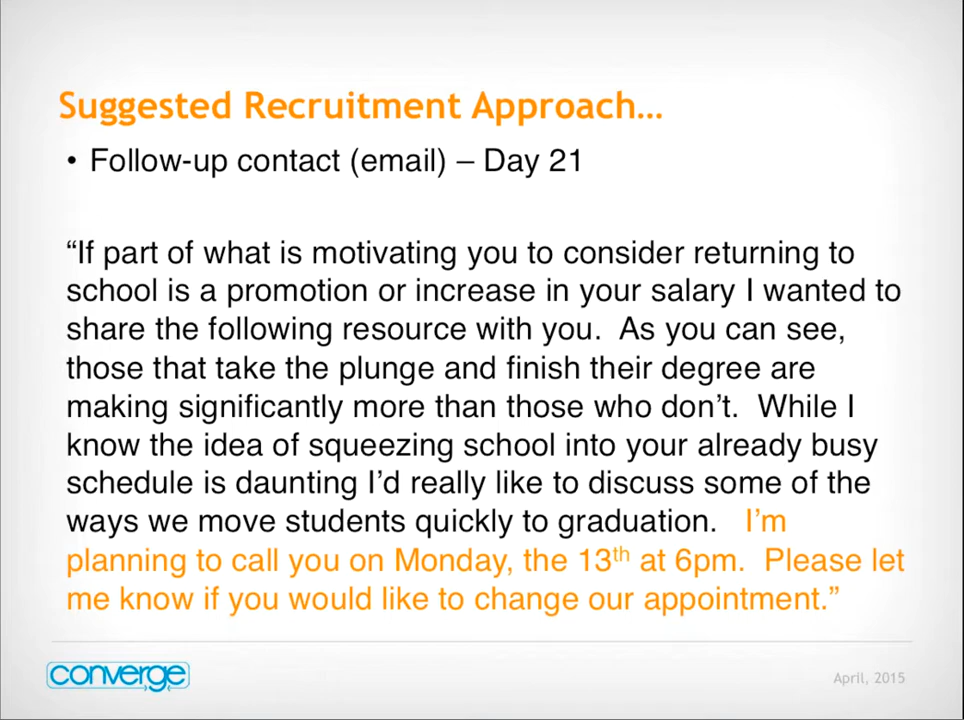 Suggested Recruitment Approach...
• Follow-up contact (email) – Day 21
“If part of what is motivating you to consider returning to
school is a promotion or increase in your salary I wanted to
share the following resource with you.  As you can see,
those that take the plunge and finish their degree are
making significantly more than those who don’t.  While I
know the idea of squeezing school into your already busy
schedule is daunting I’d really like to discuss some of the
ways we move students quickly to graduation.   I’m
planning to call you on Monday, the 13th at 6pm.  Please let
me know if you would like to change our appointment.”
converge
April, 2015